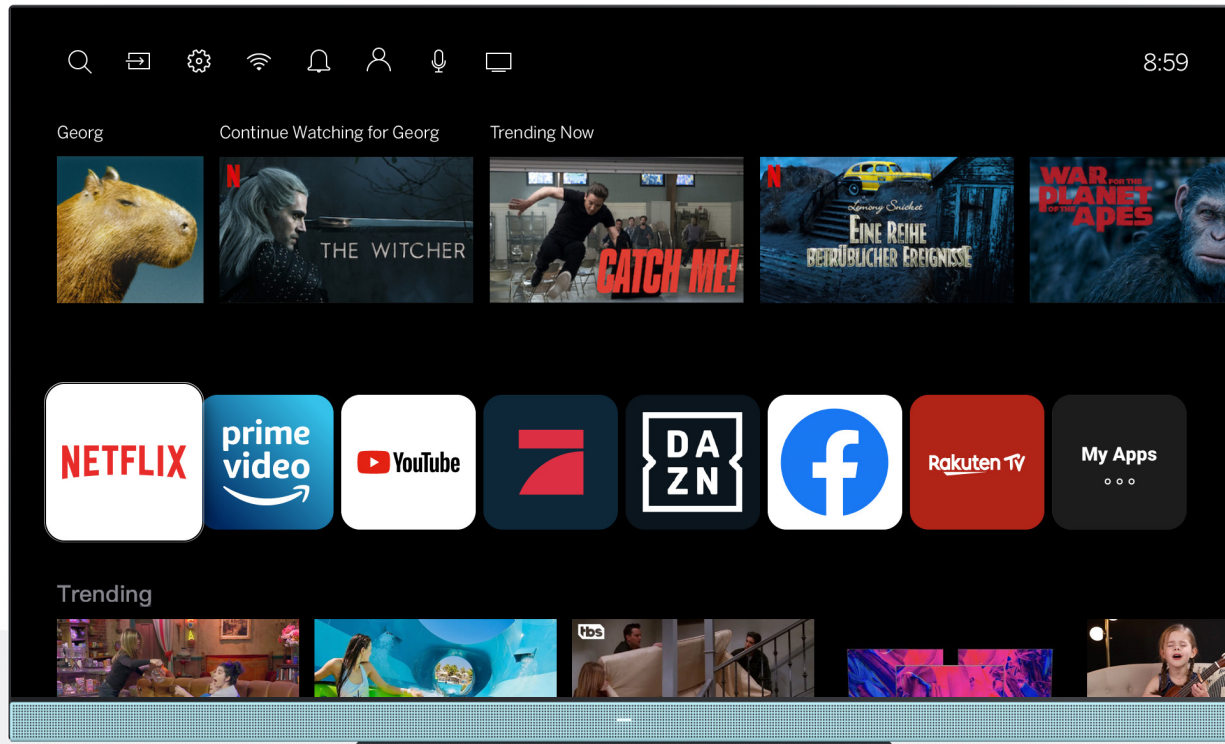 8:59
Georg
Continue Watching for Georg
Trending Now
N
THE WITCHER
CATCH ME!
N
Lemony Snicket
EINE REIHE
BETRÜBLICHER EREIGNISSE
WAR FOR THE
PLANET
OF THE APES
NETFLIX
prime
video
YouTube
DA
ZN
f
Rakuten TV
My Apps
Trending
tbs